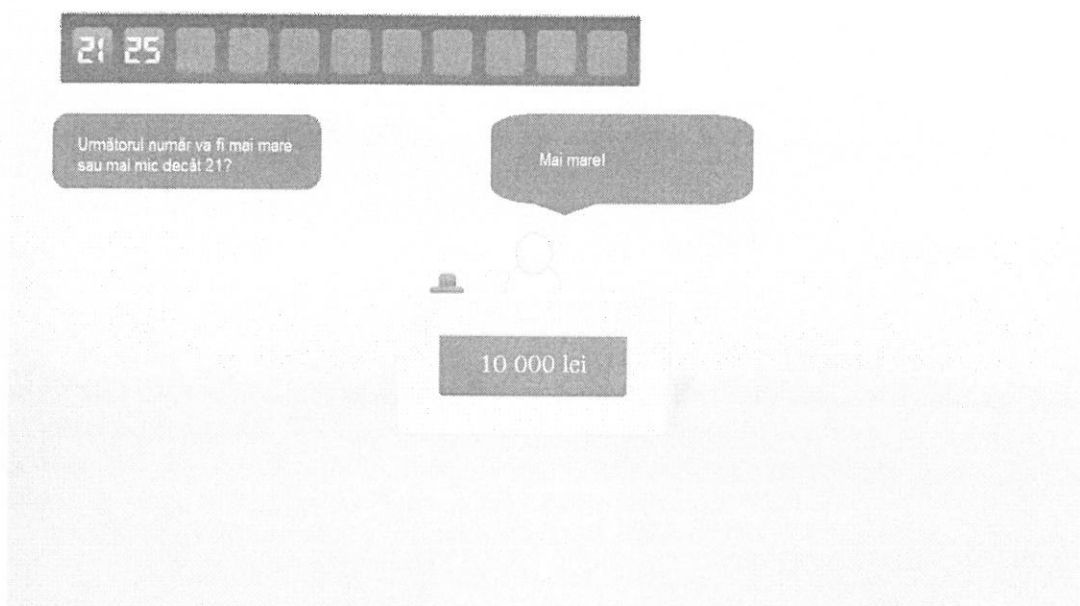 21 25
Următorul număr va fi mai mare
sau mai mic decât 21?
Mai mare!
10 000 lei